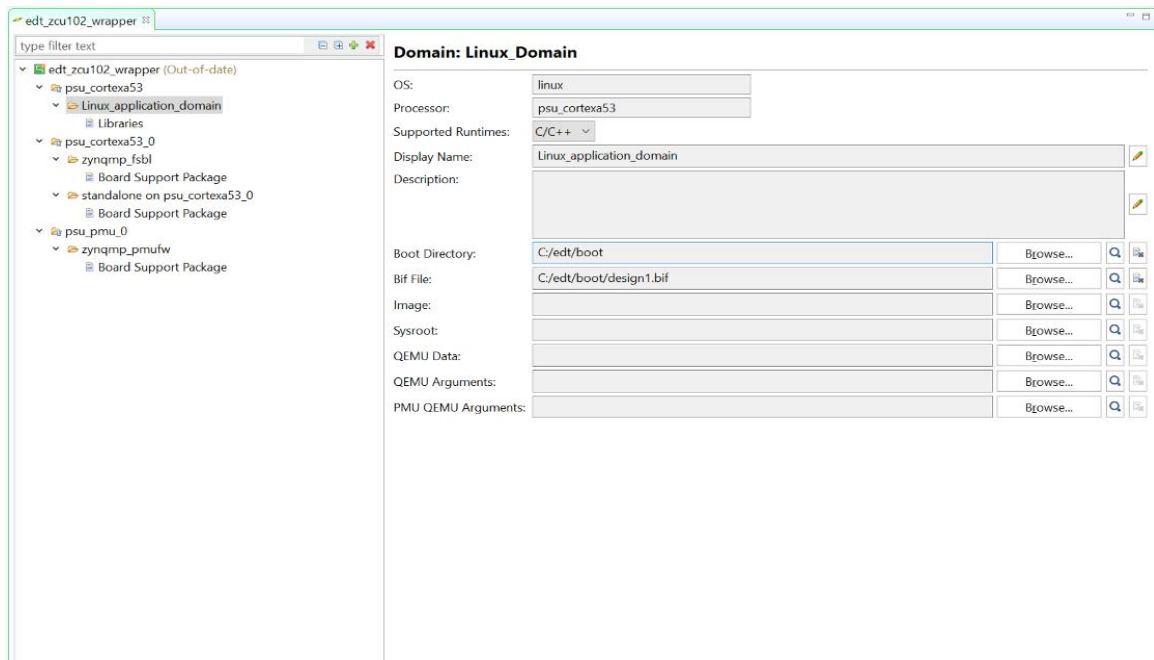 edt_zcu102_wrapper
type filter text
edt_zcu102_wrapper (Out-of-date)
psu_cortexa53
Linux_application_domain
Libraries
psu_cortexa53_0
zynqmp_fsbl
Board Support Package
standalone on psu_cortexa53_0
Board Support Package
psu_pmu_0
zynqmp_pmufw
Board Support Package
Domain: Linux_Domain
OS: linux
Processor: psu_cortexa53
Supported Runtimes: C/C++
Display Name: Linux_application_domain
Description:
Boot Directory: C:/edt/boot Browse...
Bif File: C:/edt/boot/design1.bif Browse...
Image: Browse...
Sysroot: Browse...
QEMU Data: Browse...
QEMU Arguments: Browse...
PMU QEMU Arguments: Browse...